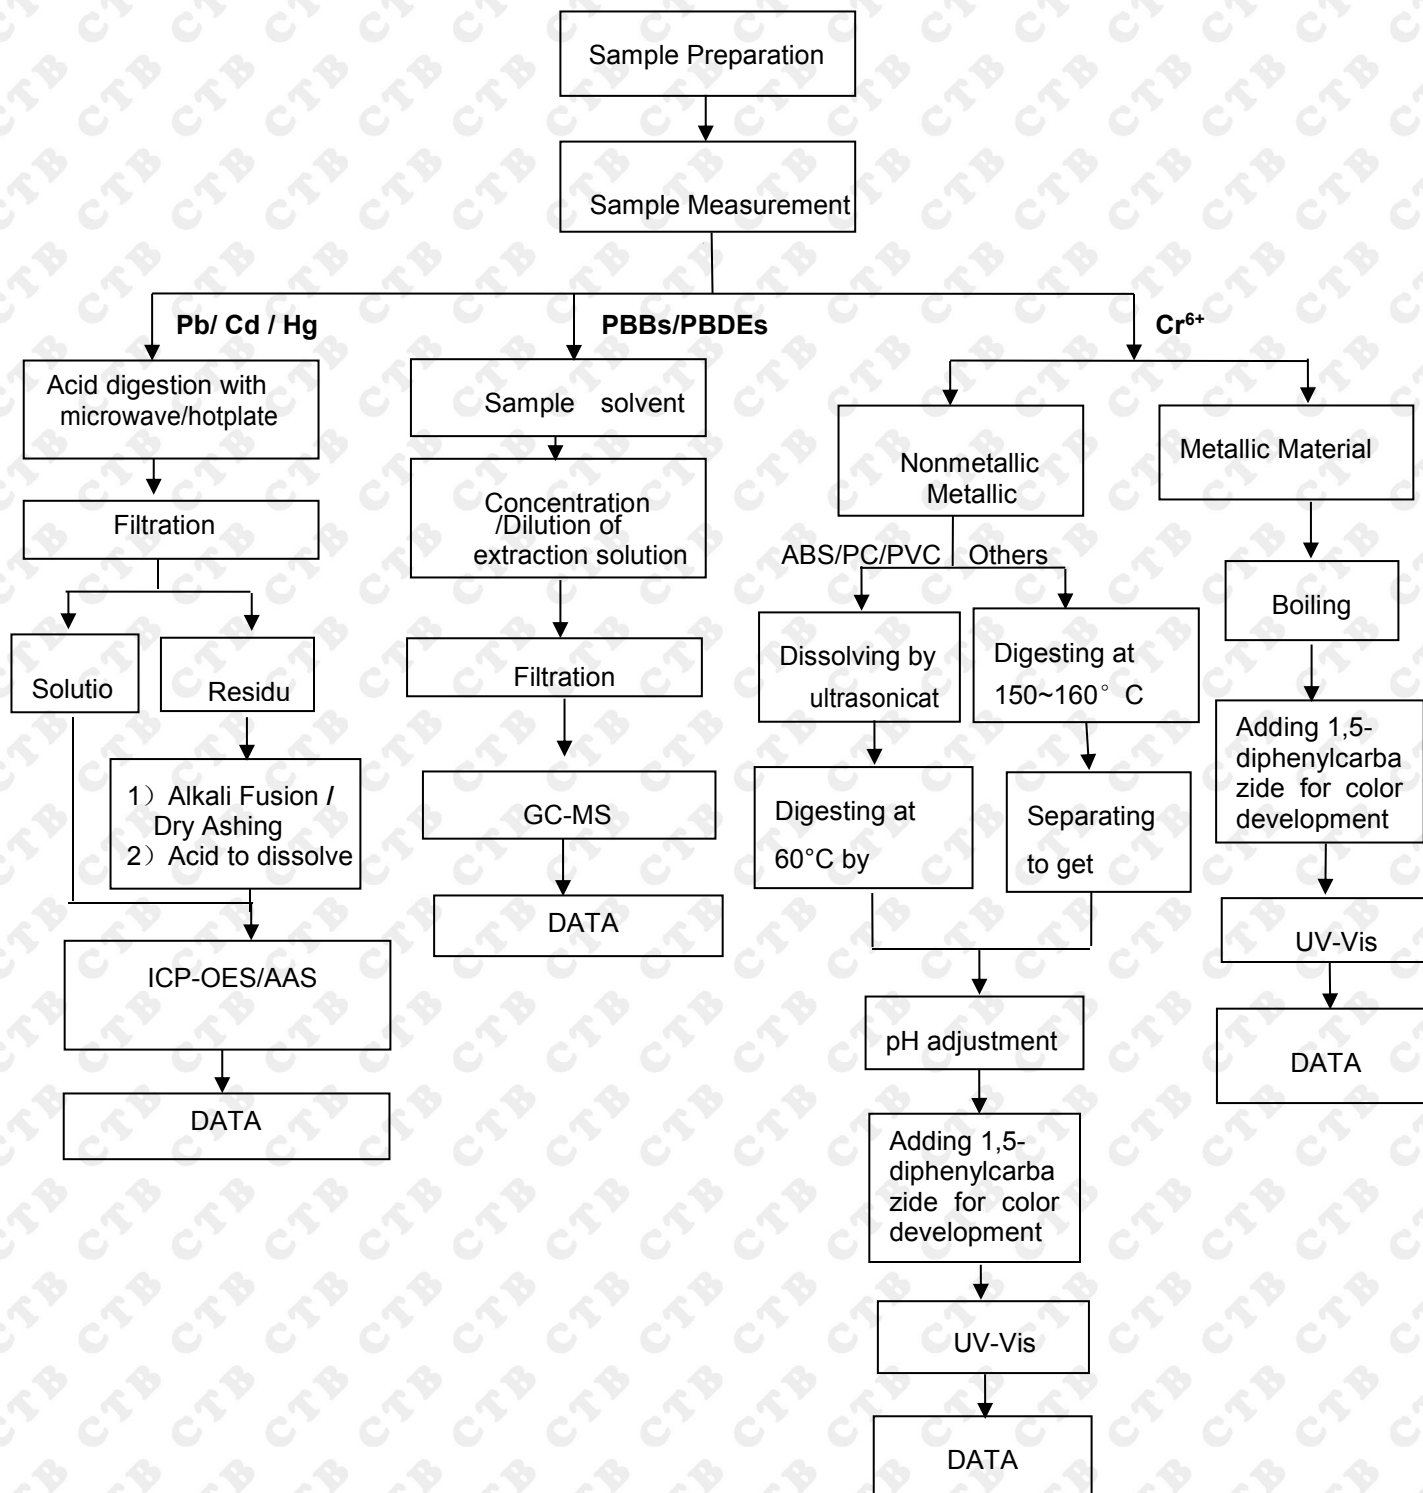 Sample Preparation
Sample Measurement
Pb/ Cd / Hg
PBBs/PBDEs
Cr6+
Acid digestion with
microwave/hotplate
Filtration
Solutio
Residu
1）Alkali Fusion /
Dry Ashing
2）Acid to dissolve
ICP-OES/AAS
DATA
Sample solvent
Concentration
/Dilution of
extraction solution
Filtration
GC-MS
DATA
Nonmetallic
Metallic
ABS/PC/PVC
Others
Dissolving by
ultrasonicat
Digesting at
60°C by
Digesting at
150~160° C
Separating
to get
pH adjustment
Adding 1,5-
diphenylcarba
zide for color
development
UV-Vis
DATA
Metallic Material
Boiling
Adding 1,5-
diphenylcarba
zide for color
development
UV-Vis
DATA
CTB